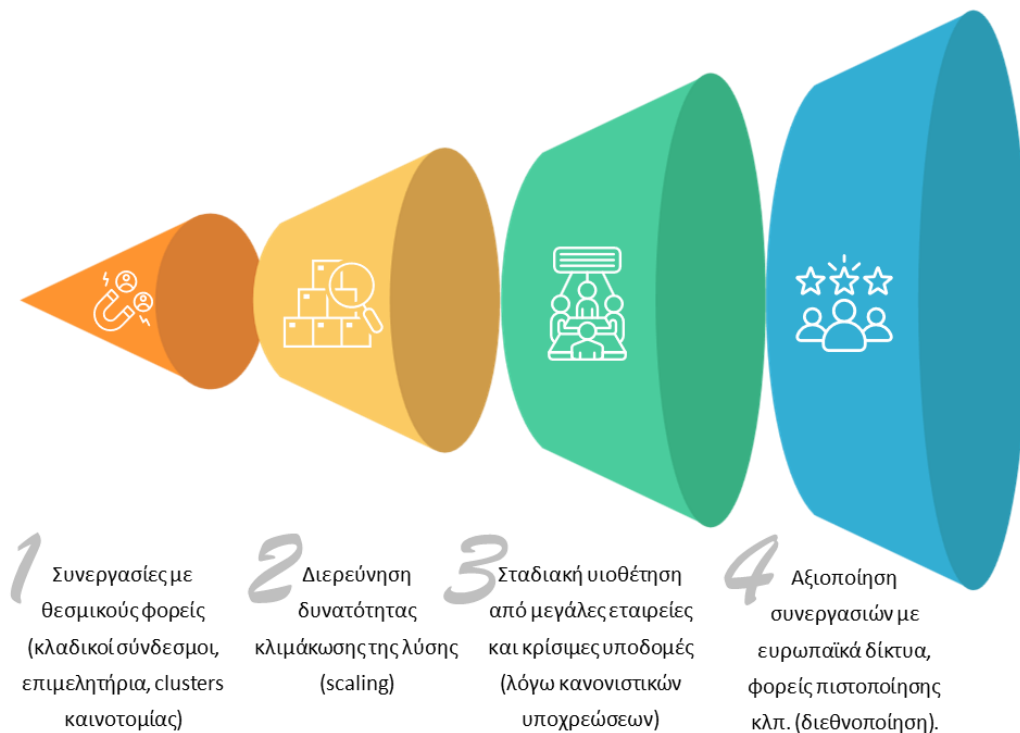 1
Συνεργασίες με
θεσμικούς φορείς
(κλαδικοί σύνδεσμοι,
επιμελητήρια, clusters
καινοτομίας)
2
Διερεύνηση
δυνατότητας
κλιμάκωσης της λύσης
(scaling)
3
Σταδιακή υιοθέτηση
από μεγάλες εταιρείες
και κρίσιμες υποδομές
(λόγω κανονιστικών
υποχρεώσεων)
4
Αξιοποίηση
συνεργασιών με
ευρωπαϊκά δίκτυα,
φορείς πιστοποίησης
κλπ. (διεθνοποίηση).